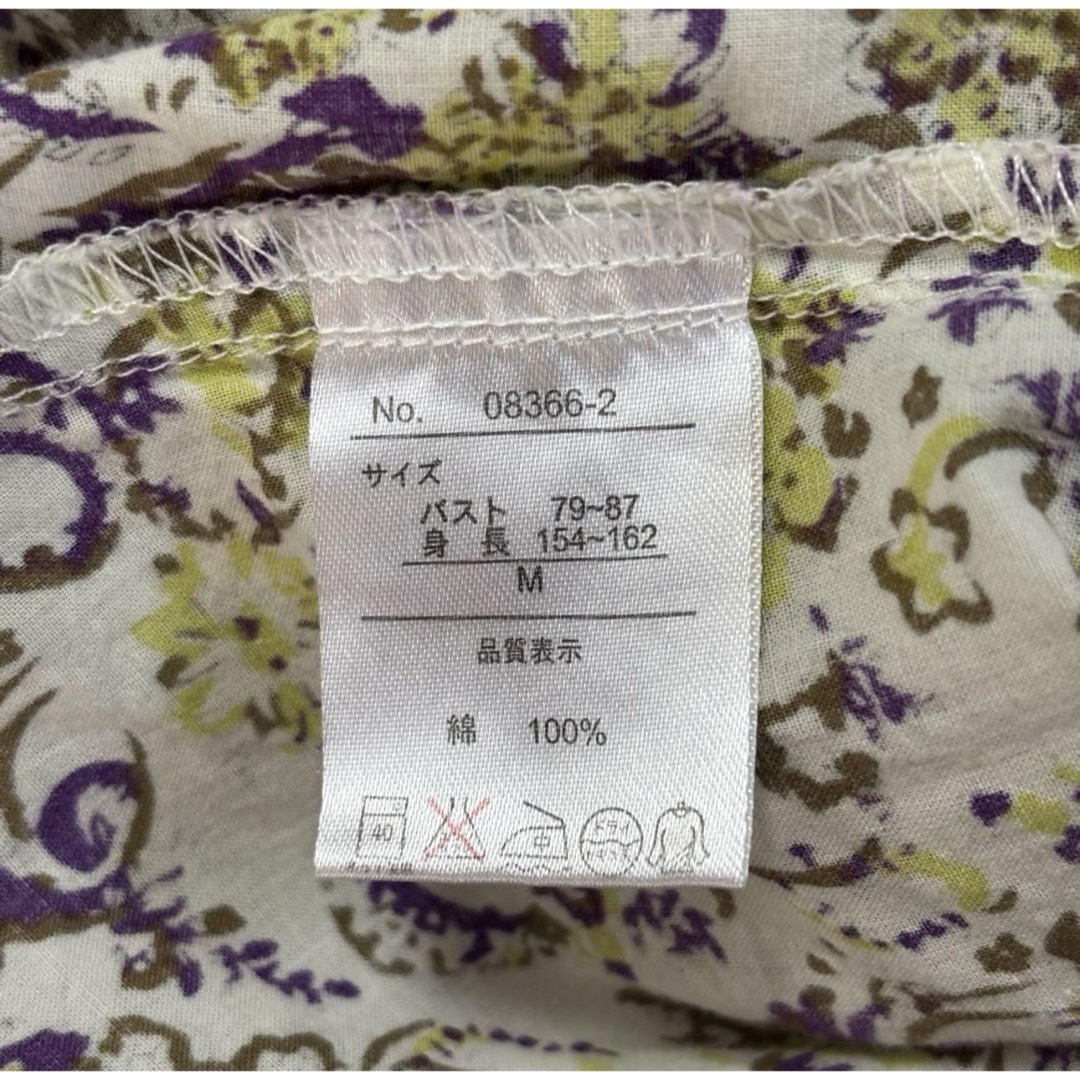 No. 08366-2
サイズ
バスト 79~87
身 長 154~162
M
品質表示
綿 100%
40
中